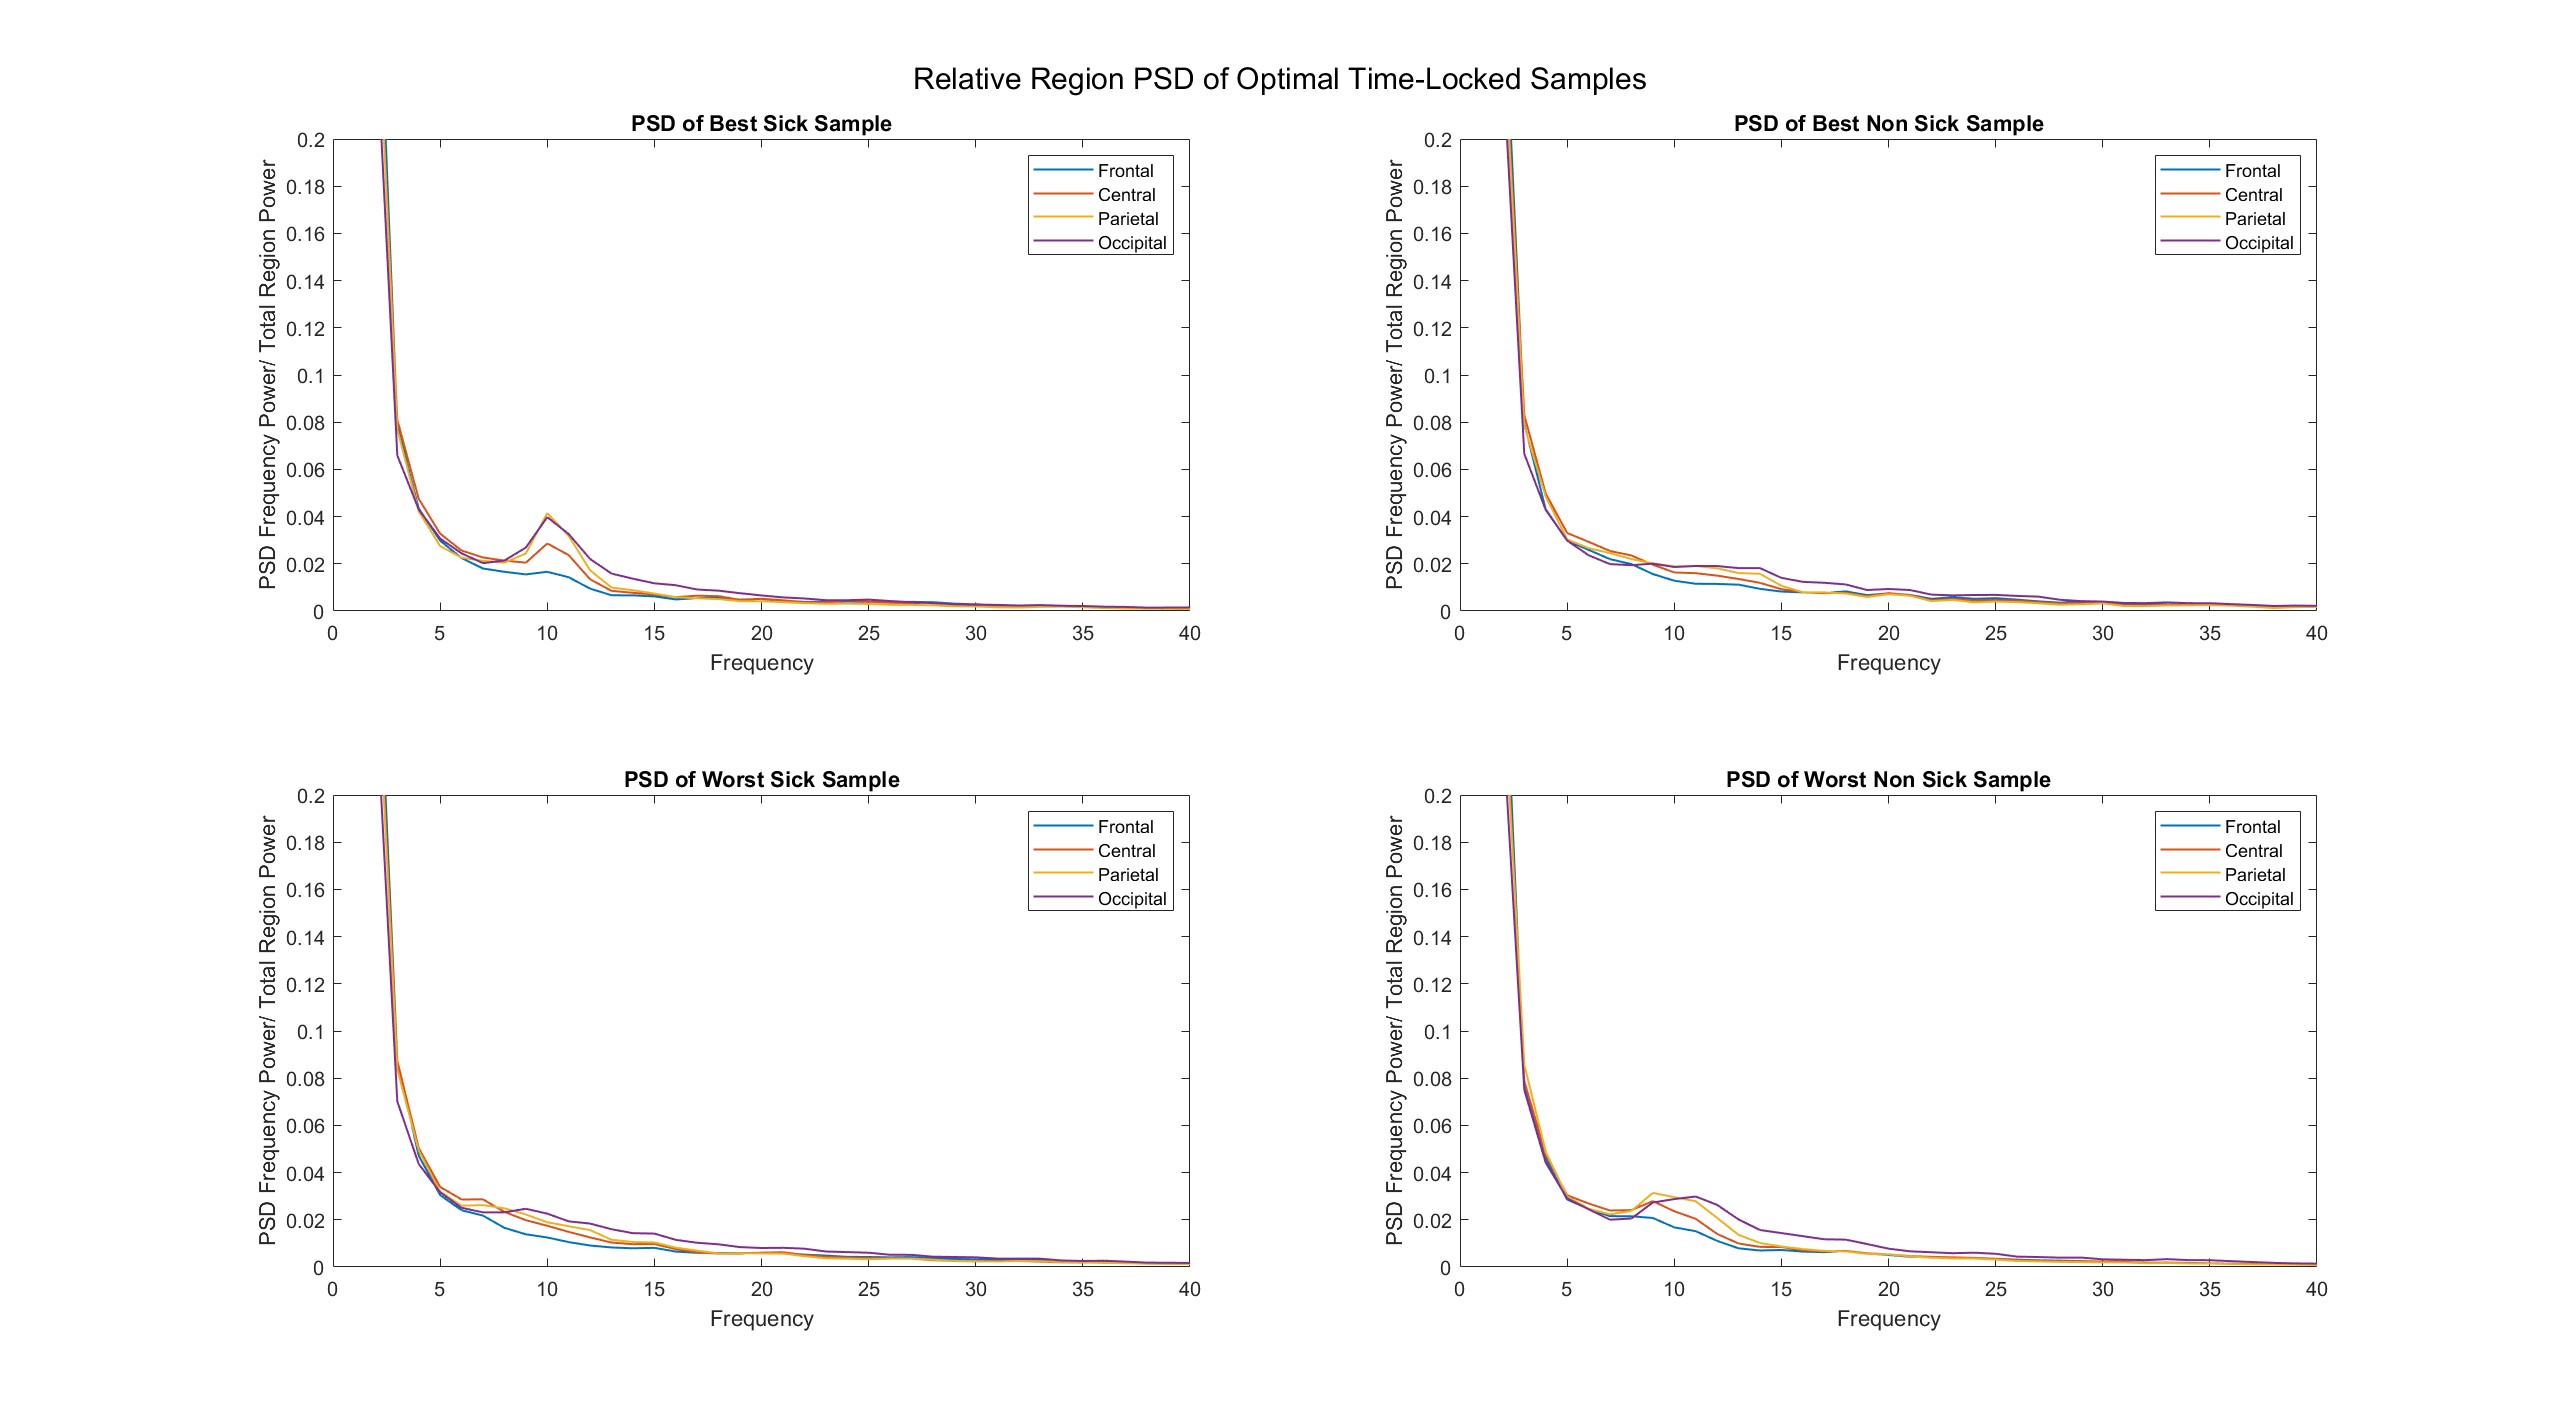 Relative Region PSD of Optimal Time-Locked Samples
PSD of Best Sick Sample
PSD Frequency Power/ Total Region Power
0.2
0.18
0.16
0.14
0.12
0.1
0.08
0.06
0.04
0.02
0
0 5 10 15 20 25 30 35 40
Frequency
Frontal
Central
Parietal
Occipital
PSD of Best Non Sick Sample
PSD Frequency Power/ Total Region Power
0.2
0.18
0.16
0.14
0.12
0.1
0.08
0.06
0.04
0.02
0
0 5 10 15 20 25 30 35 40
Frequency
Frontal
Central
Parietal
Occipital
PSD of Worst Sick Sample
PSD Frequency Power/ Total Region Power
0.2
0.18
0.16
0.14
0.12
0.1
0.08
0.06
0.04
0.02
0
0 5 10 15 20 25 30 35 40
Frequency
Frontal
Central
Parietal
Occipital
PSD of Worst Non Sick Sample
PSD Frequency Power/ Total Region Power
0.2
0.18
0.16
0.14
0.12
0.1
0.08
0.06
0.04
0.02
0
0 5 10 15 20 25 30 35 40
Frequency
Frontal
Central
Parietal
Occipital